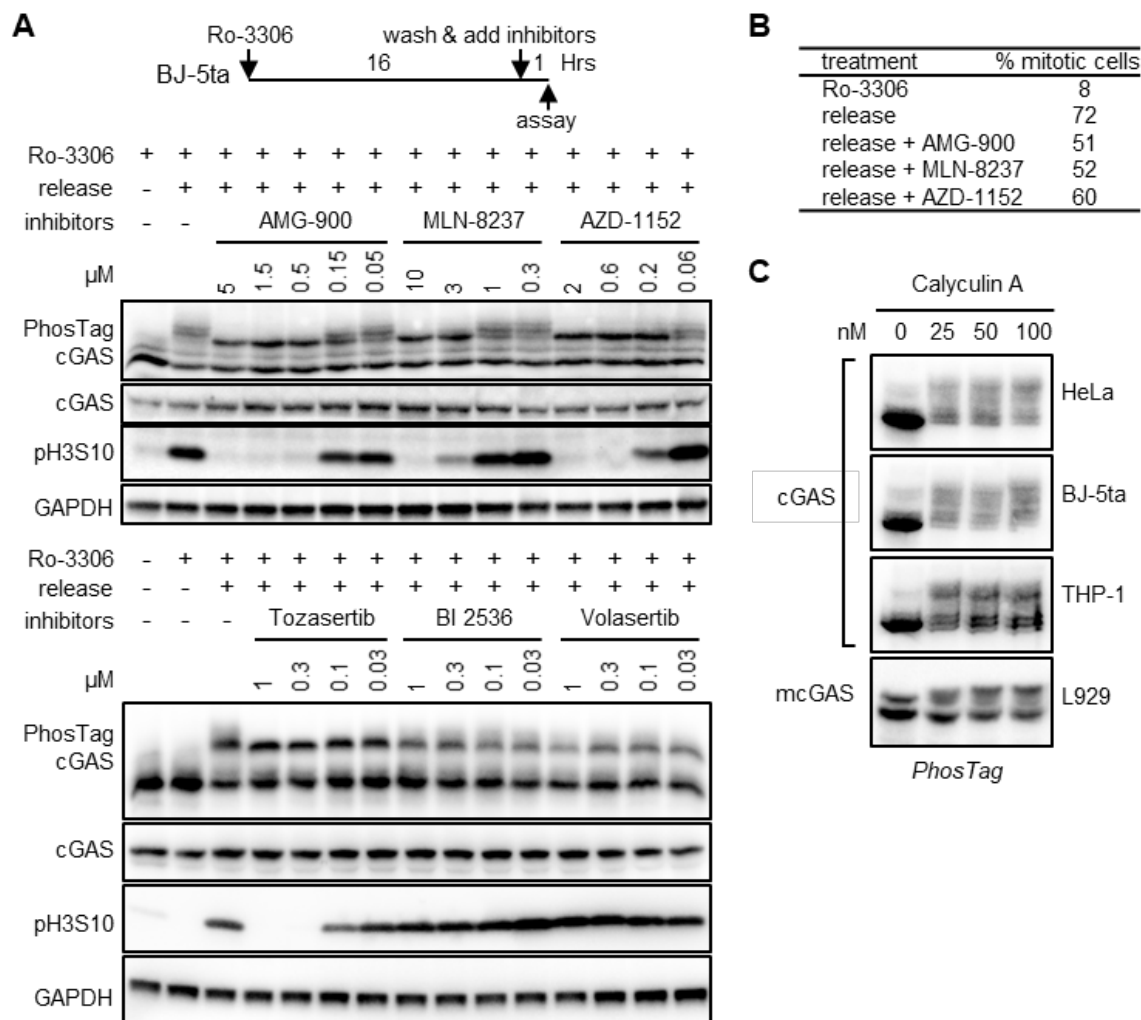 A
Ro-3306 wash & add inhibitors
BJ-5ta 16 1 Hrs
assay
Ro-3306 + + + + + + + + + + + + + + +
release - + + + + + + + + + + + + + +
inhibitors - - AMG-900 MLN-8237 AZD-1152
µM 5 1.5 0.5 0.15 0.05 10 3 1 0.3 2 0.6 0.2 0.06
PhosTag
cGAS
cGAS
pH3S10
GAPDH
Ro-3306 - + + + + + + + + + + + + + +
release - - + + + + + + + + + + + + +
inhibitors - - - Tozasertib BI 2536 Volasertib
µM 1 0.3 0.1 0.03 1 0.3 0.1 0.03 1 0.3 0.1 0.03
PhosTag
cGAS
cGAS
pH3S10
GAPDH
B
treatment % mitotic cells
Ro-3306 8
release 72
release + AMG-900 51
release + MLN-8237 52
release + AZD-1152 60
C
Calyculin A
nM 0 25 50 100
HeLa
cGAS BJ-5ta
THP-1
mcGAS L929
PhosTag